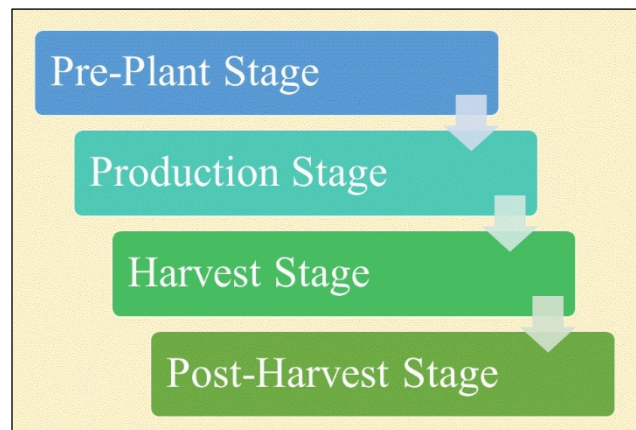 Pre-Plant Stage
Production Stage
Harvest Stage
Post-Harvest Stage